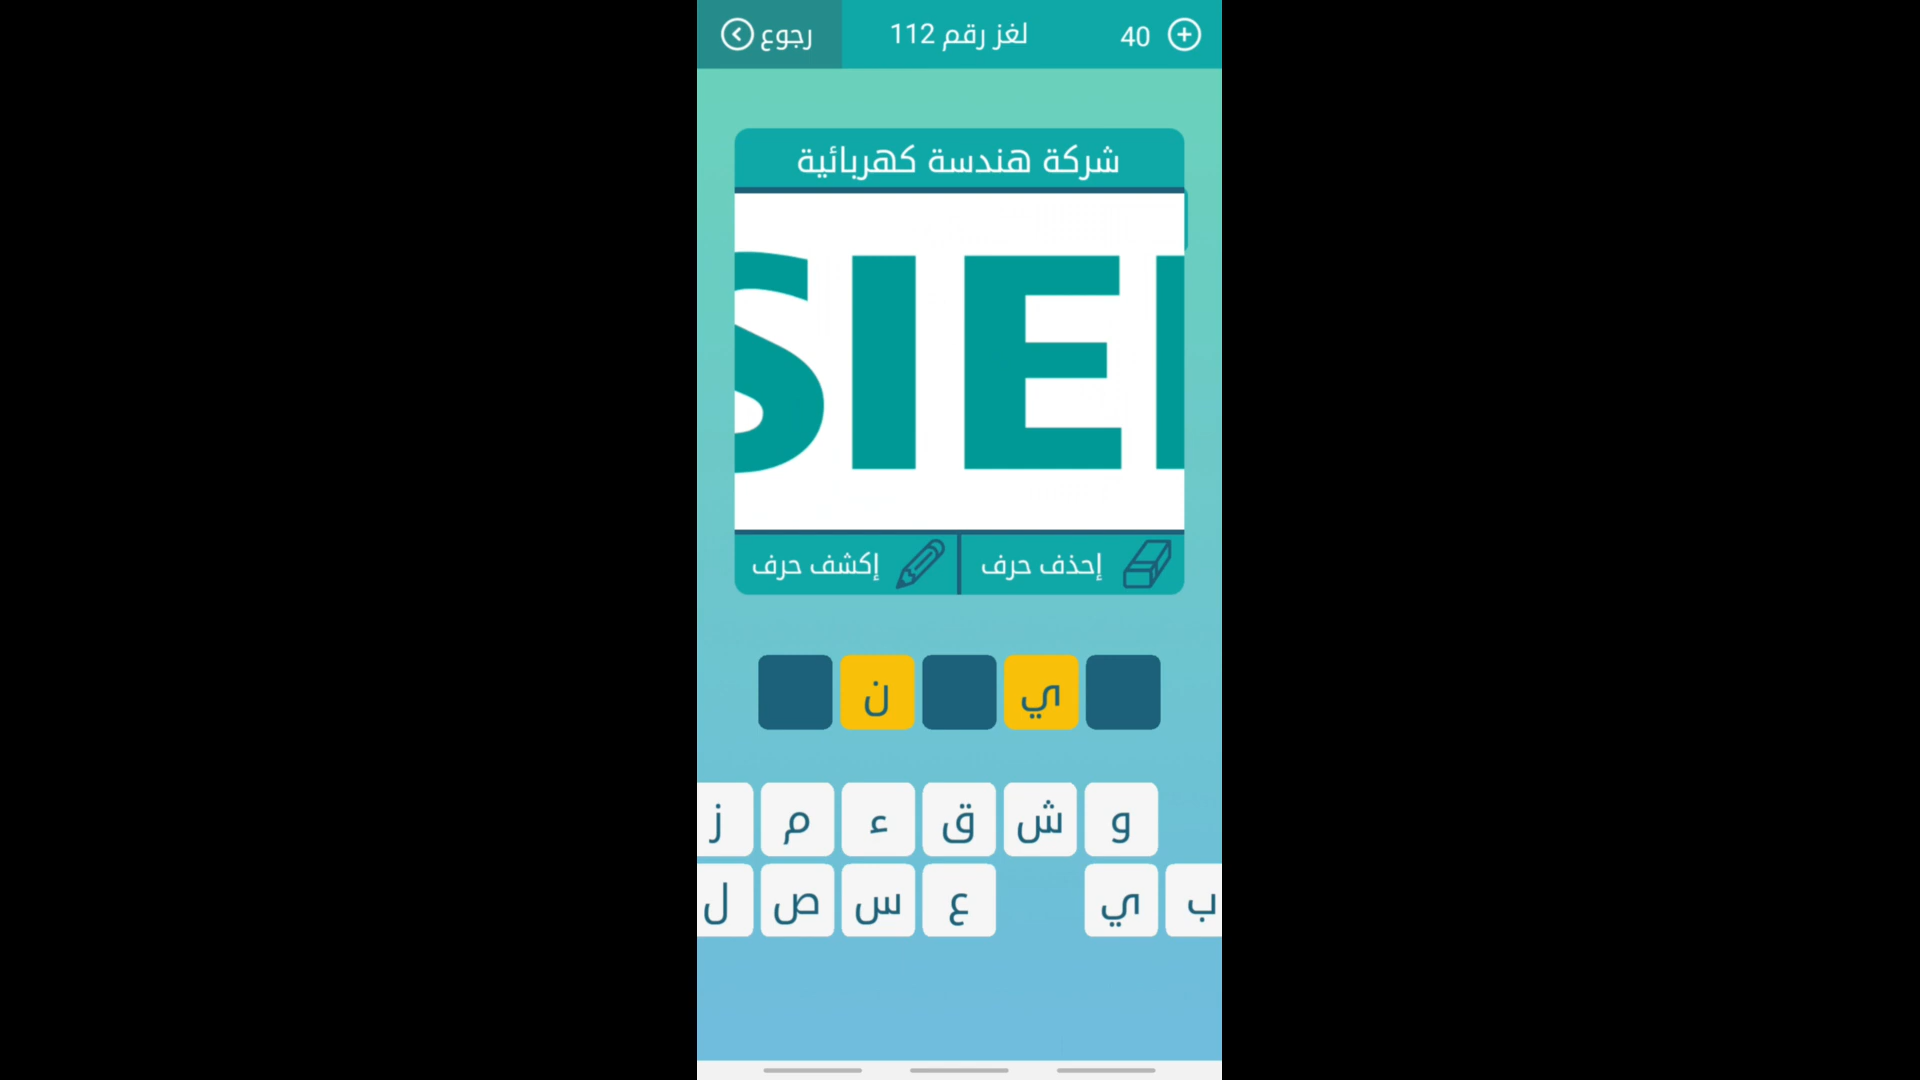 رجوع لغز رقم 112 40
شركة هندسة كهربائية
SIE
إحذف حرف إكشف حرف
ي ن
و ش ق ء م ز
ب ي ع س ص ل